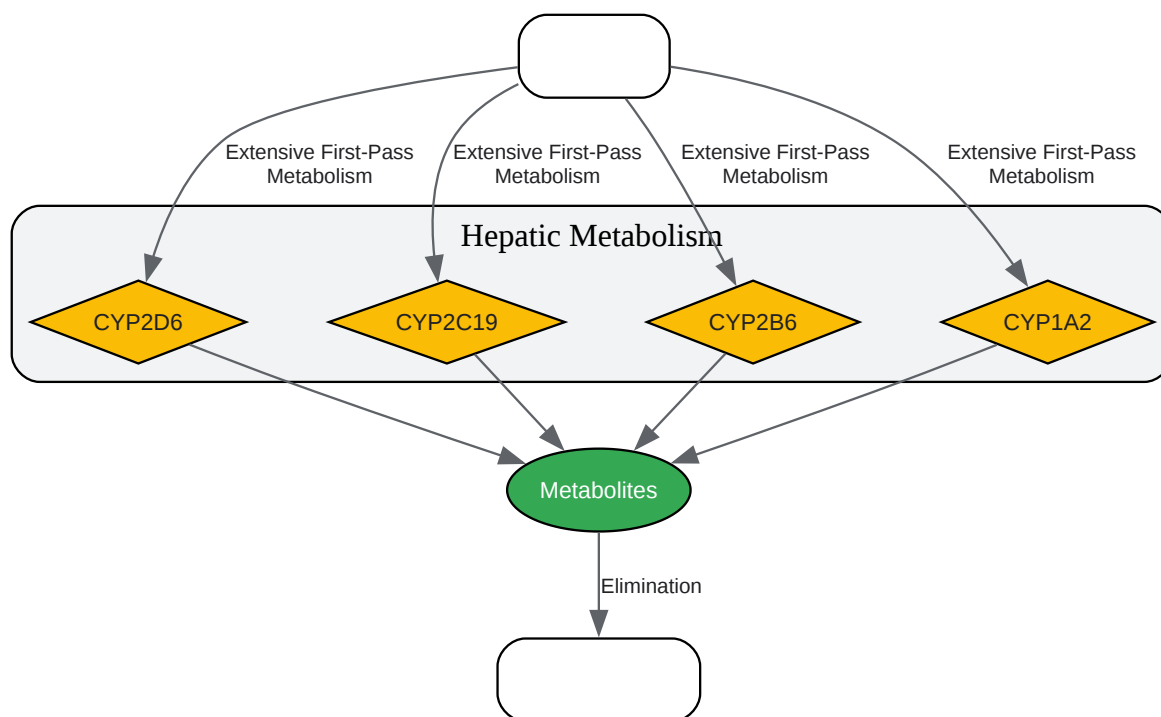 Extensive First-Pass
Metabolism
Extensive First-Pass
Metabolism
Extensive First-Pass
Metabolism
Extensive First-Pass
Metabolism
Hepatic Metabolism
CYP2D6
CYP2C19
CYP2B6
CYP1A2
Metabolites
Elimination